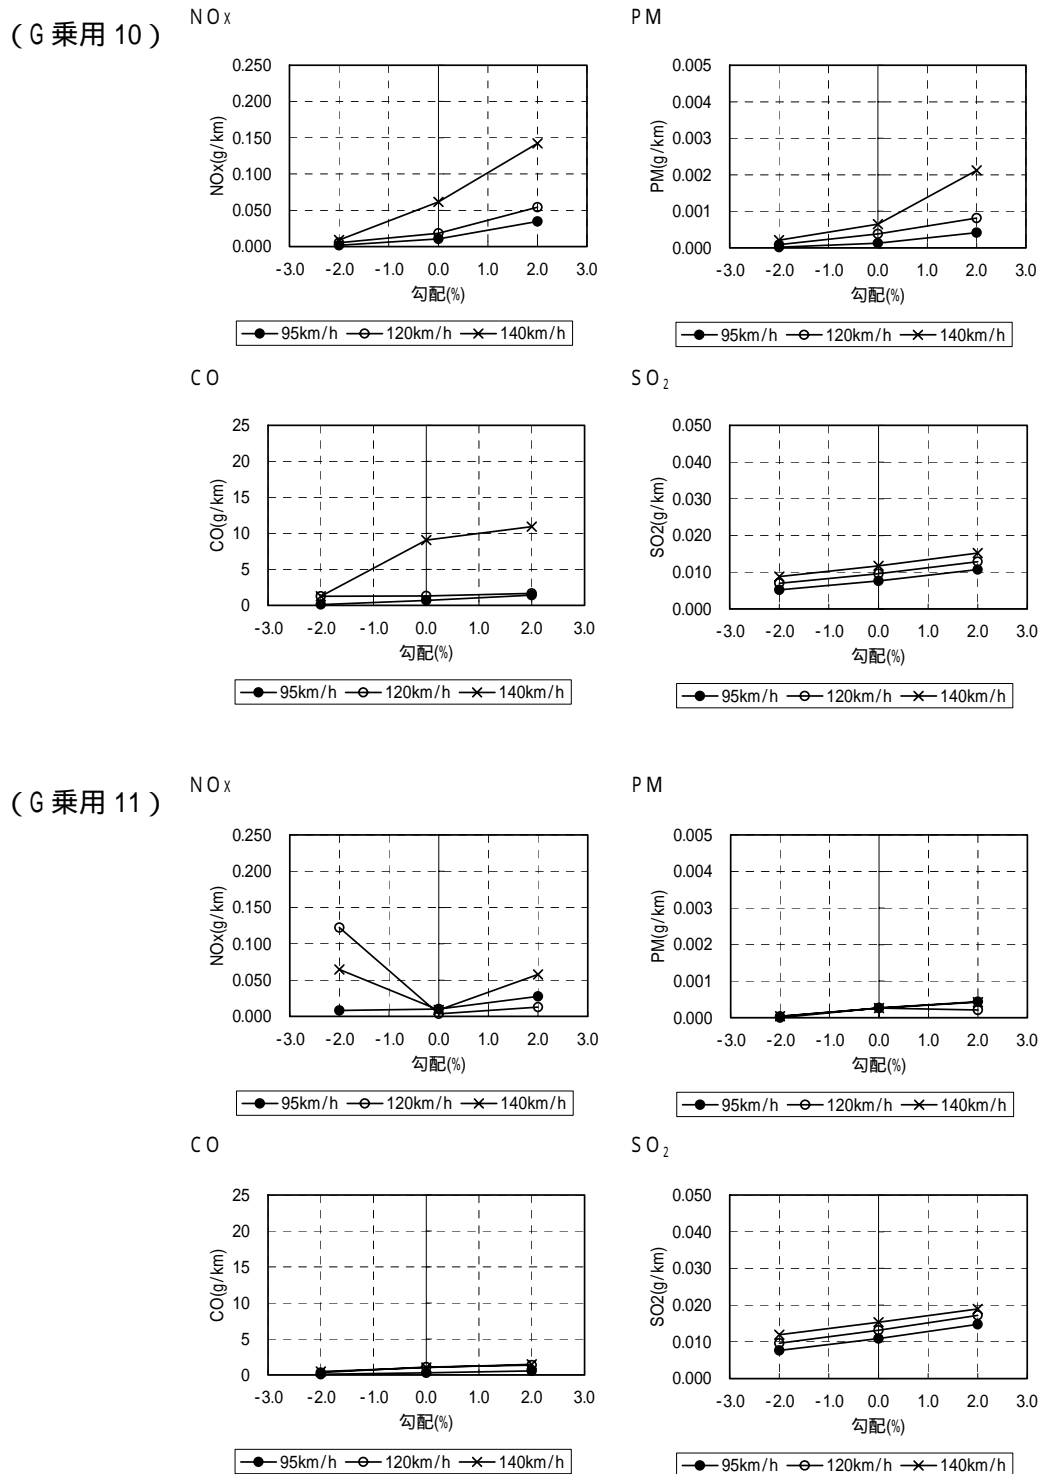 (G乗用10)
NOx
PM
0.250
0.200
0.150
0.100
0.050
0.000
NOx(g/km)
-3.0 -2.0 -1.0 0.0 1.0 2.0 3.0
勾配(%)
95km/h 120km/h 140km/h
0.005
0.004
0.003
0.002
0.001
0.000
PM(g/km)
-3.0 -2.0 -1.0 0.0 1.0 2.0 3.0
勾配(%)
95km/h 120km/h 140km/h
CO
SO₂
25
20
15
10
5
0
CO(g/km)
-3.0 -2.0 -1.0 0.0 1.0 2.0 3.0
勾配(%)
95km/h 120km/h 140km/h
0.050
0.040
0.030
0.020
0.010
0.000
SO2(g/km)
-3.0 -2.0 -1.0 0.0 1.0 2.0 3.0
勾配(%)
95km/h 120km/h 140km/h
(G乗用11)
NOx
PM
0.250
0.200
0.150
0.100
0.050
0.000
NOx(g/km)
-3.0 -2.0 -1.0 0.0 1.0 2.0 3.0
勾配(%)
95km/h 120km/h 140km/h
0.005
0.004
0.003
0.002
0.001
0.000
PM(g/km)
-3.0 -2.0 -1.0 0.0 1.0 2.0 3.0
勾配(%)
95km/h 120km/h 140km/h
CO
SO₂
25
20
15
10
5
0
CO(g/km)
-3.0 -2.0 -1.0 0.0 1.0 2.0 3.0
勾配(%)
95km/h 120km/h 140km/h
0.050
0.040
0.030
0.020
0.010
0.000
SO2(g/km)
-3.0 -2.0 -1.0 0.0 1.0 2.0 3.0
勾配(%)
95km/h 120km/h 140km/h